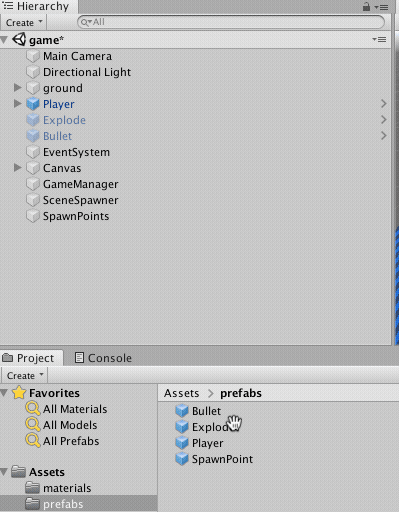 Hierarchy
Create All
game*
Main Camera
Directional Light
ground
Player
Explode
Bullet
EventSystem
Canvas
GameManager
SceneSpawner
SpawnPoints
Project Console
Create
Favorites
All Materials
All Models
All Prefabs
Assets
materials
prefabs
Assets > prefabs
Bullet
Explode
Player
SpawnPoint